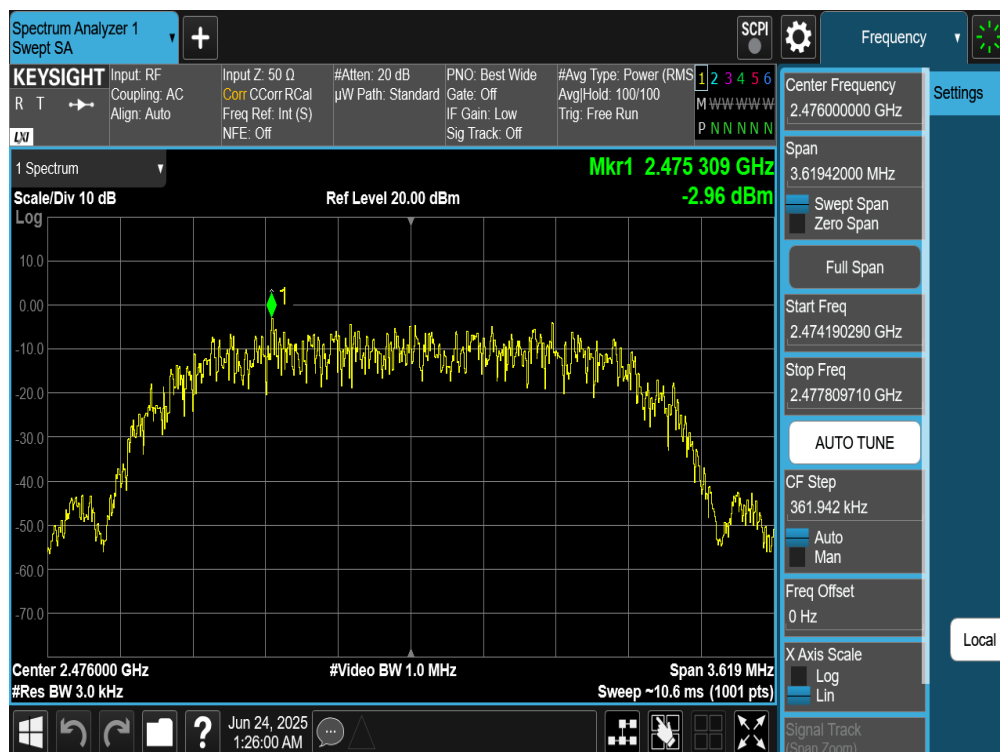 Spectrum Analyzer 1
Swept SA
+
SCPI
Frequency
KEYSIGHT
R T
LXI
Input: RF
Coupling: AC
Align: Auto
Input Z: 50 Ω
Corr CCorr RCal
Freq Ref: Int (S)
NFE: Off
#Atten: 20 dB
µW Path: Standard
PNO: Best Wide
Gate: Off
IF Gain: Low
Sig Track: Off
#Avg Type: Power (RMS
Avg|Hold: 100/100
Trig: Free Run
1 2 3 4 5 6
M W W W W W
P N N N N N
1 Spectrum
Mkr1 2.475 309 GHz
-2.96 dBm
Scale/Div 10 dB
Ref Level 20.00 dBm
Log
10.0
0.00
-10.0
-20.0
-30.0
-40.0
-50.0
-60.0
-70.0
1
Center 2.476000 GHz
#Video BW 1.0 MHz
Span 3.619 MHz
#Res BW 3.0 kHz
Sweep ~10.6 ms (1001 pts)
Jun 24, 2025
1:26:00 AM
?
Center Frequency
2.476000000 GHz
Span
3.61942000 MHz
Swept Span
Zero Span
Full Span
Start Freq
2.474190290 GHz
Stop Freq
2.477809710 GHz
AUTO TUNE
CF Step
361.942 kHz
Auto
Man
Freq Offset
0 Hz
X Axis Scale
Log
Lin
Signal Track
(Span Zoom)
Settings
Local